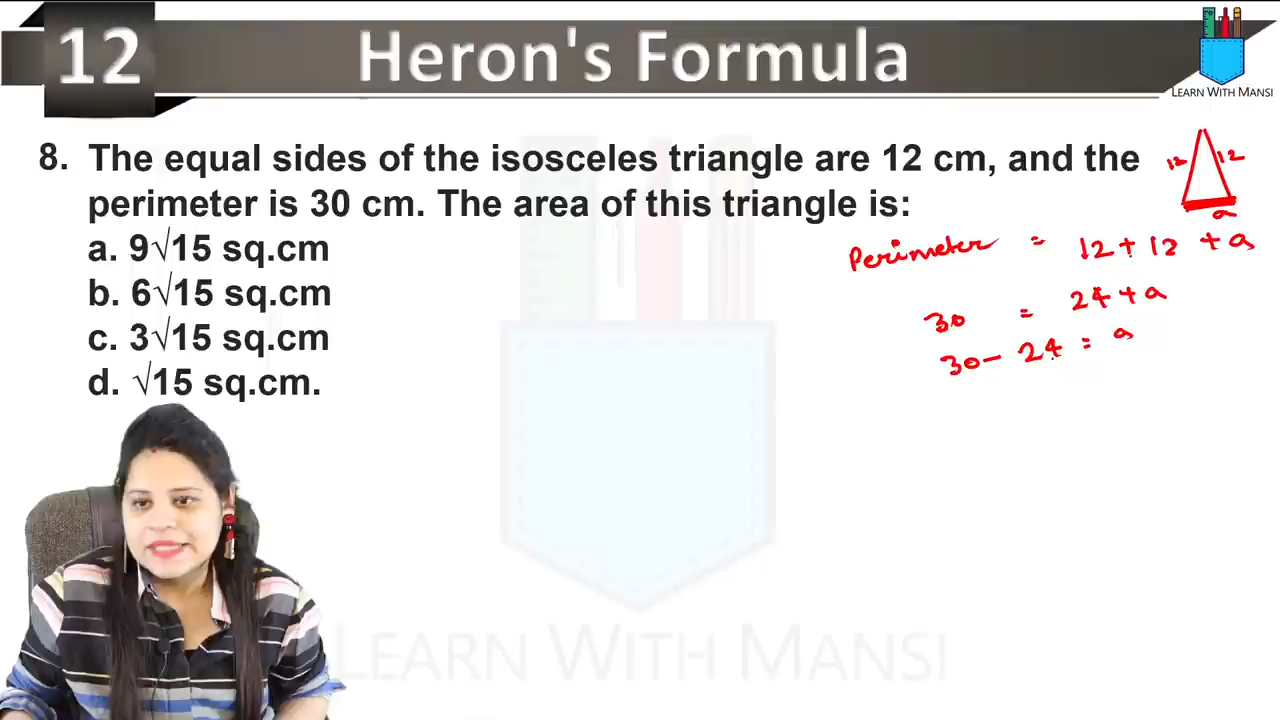 12 Heron's Formula
LEARN WITH MANSI
8. The equal sides of the isosceles triangle are 12 cm, and the
perimeter is 30 cm. The area of this triangle is:
a. 9√15 sq.cm
b. 6√15 sq.cm
c. 3√15 sq.cm
d. √15 sq.cm.
12 12
a
Perimeter = 12 + 12 + a
30 = 24 + a
30 - 24 = a
LEARN WITH MANSI